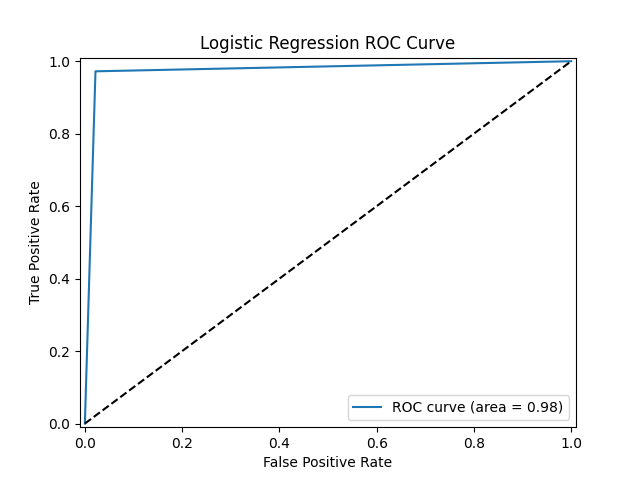 Logistic Regression ROC Curve
1.0
0.8
0.6
0.4
0.2
0.0
True Positive Rate
ROC curve (area = 0.98)
0.0 0.2 0.4 0.6 0.8 1.0
False Positive Rate